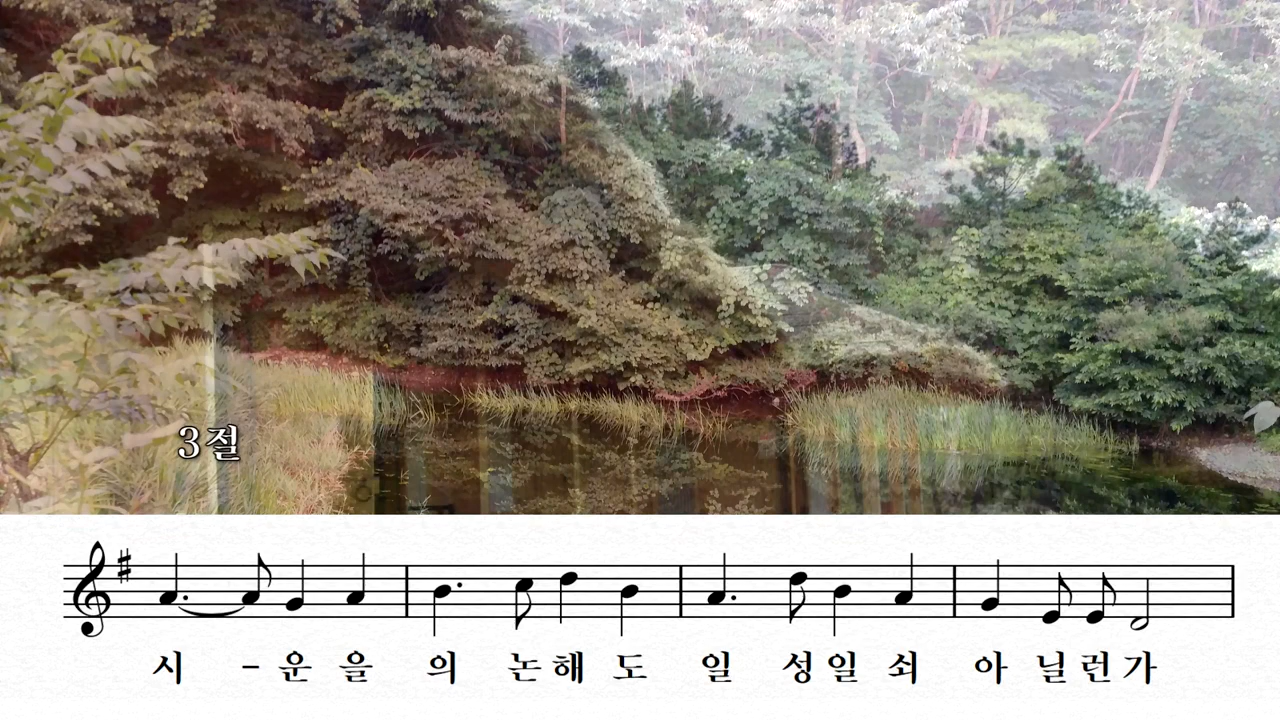 3절
시 - 운 을 의 논 해 도 일 성 일 쇠 아 닐 런 가